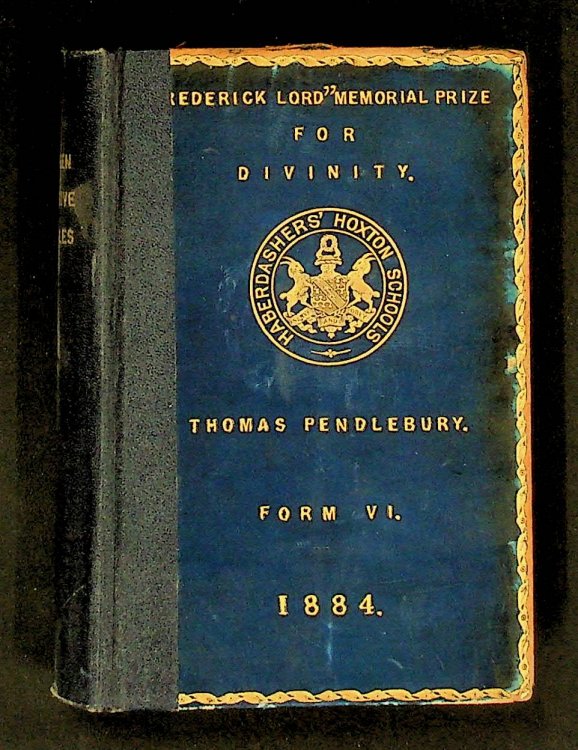 REDERICK LORD” MEMORIAL PRIZE
FOR
DIVINITY.
HABERDASHERS' HOXTON SCHOOLS
THOMAS PENDLEBURY.
FORM VI.
1884.